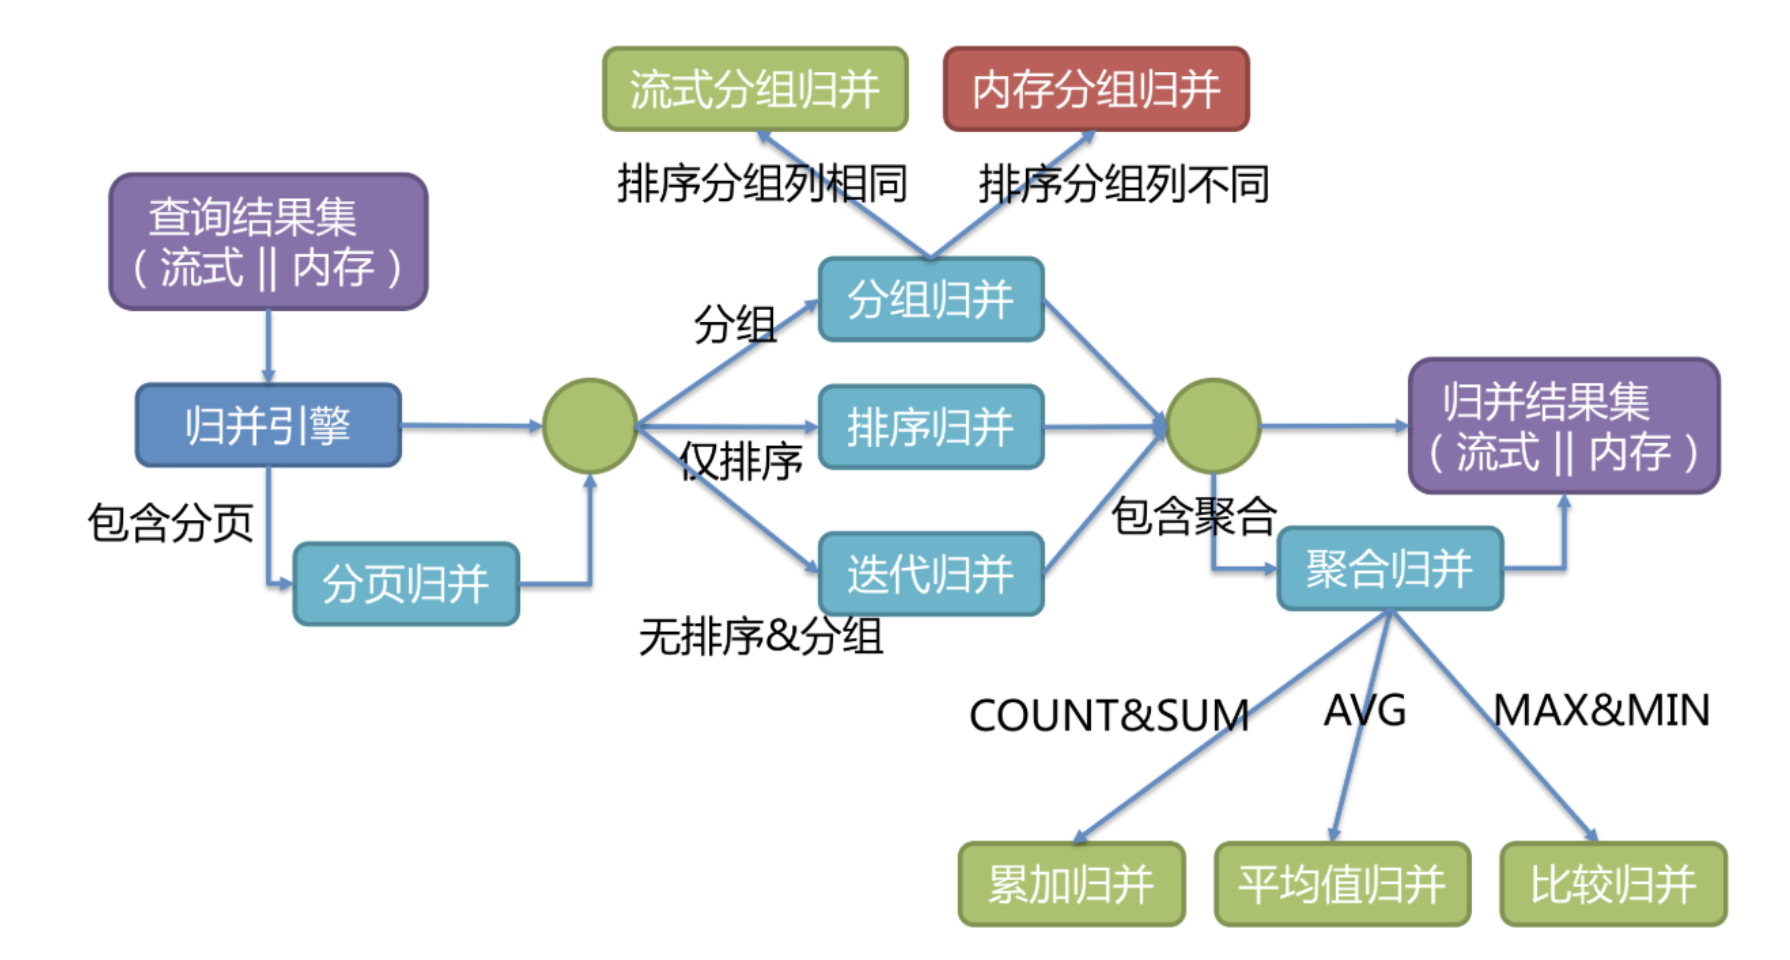 流式分组归并
内存分组归并
排序分组列相同
排序分组列不同
查询结果集
（流式 || 内存）
分组
分组归并
归并引擎
仅排序
排序归并
归并结果集
（流式 || 内存）
包含分页
分页归并
无排序&分组
迭代归并
包含聚合
聚合归并
COUNT&SUM
AVG
MAX&MIN
累加归并
平均值归并
比较归并